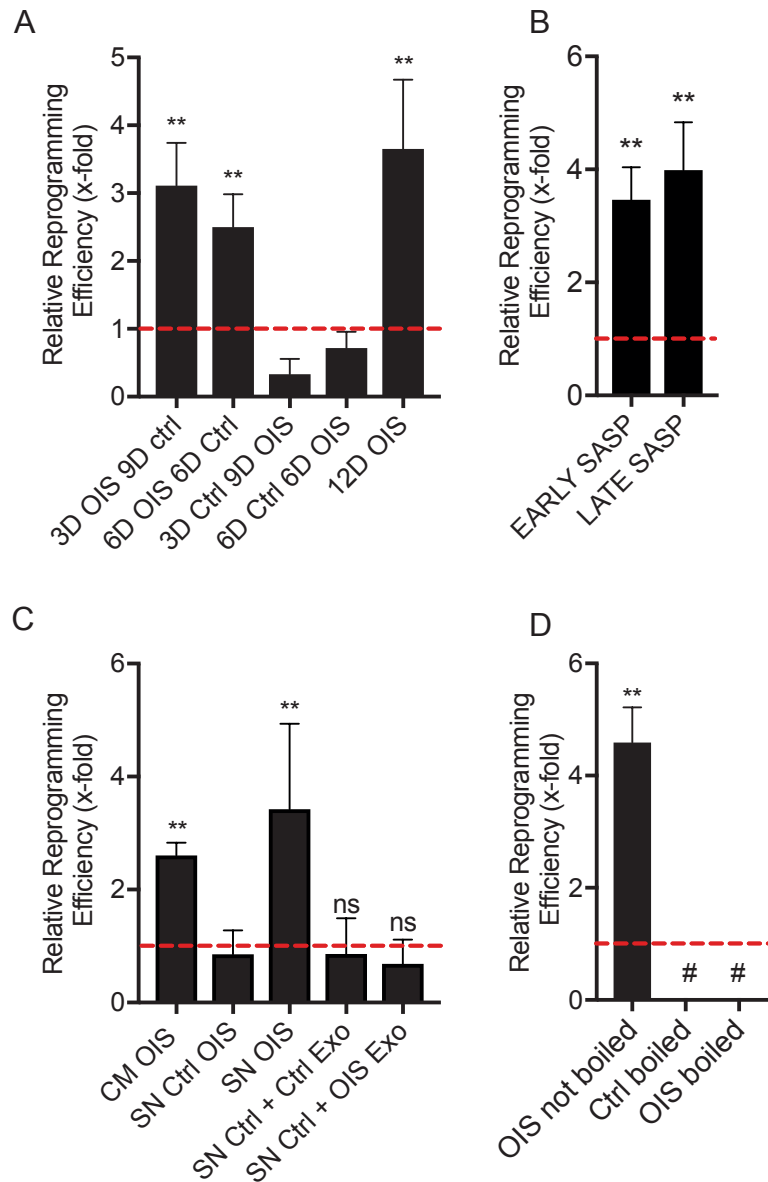 A
Relative Reprogramming
Efficiency (x-fold)
5
4
3
2
1
0
**
**
**
3D OIS 9D ctrl
6D OIS 6D Ctrl
3D Ctrl 9D OIS
6D Ctrl 6D OIS
12D OIS
B
Relative Reprogramming
Efficiency (x-fold)
6
4
2
0
**
**
EARLY SASP
LATE SASP
C
Relative Reprogramming
Efficiency (x-fold)
6
4
2
0
**
**
ns
ns
CM OIS
SN Ctrl OIS
SN OIS
SN Ctrl + Ctrl Exo
SN Ctrl + OIS Exo
D
Relative Reprogramming
Efficiency (x-fold)
6
4
2
0
**
#
#
OIS not boiled
Ctrl boiled
OIS boiled